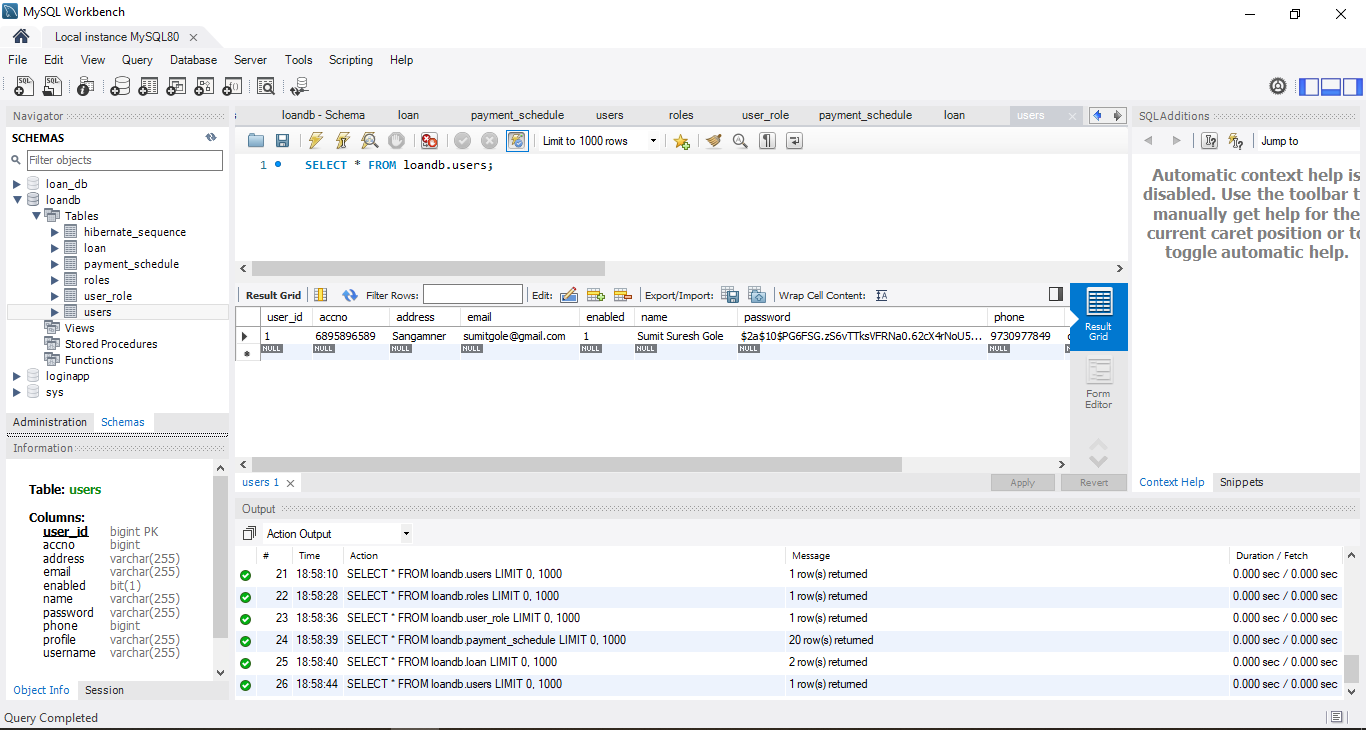 MySQL Workbench
Local instance MySQL80
File Edit View Query Database Server Tools Scripting Help
Navigator
SCHEMAS
Filter objects
loan_db
loandb
Tables
hibernate_sequence
loan
payment_schedule
roles
user_role
users
Views
Stored Procedures
Functions
loginapp
sys
Administration Schemas
Information
Table: users
Columns:
user_id bigint PK
accno bigint
address varchar(255)
email varchar(255)
enabled bit(1)
name varchar(255)
password varchar(255)
phone bigint
profile varchar(255)
username varchar(255)
Object Info Session
loandb - Schema loan payment_schedule users roles user_role payment_schedule loan users
Limit to 1000 rows
1 SELECT * FROM loandb.users;
Result Grid Filter Rows: Edit: Export/Import: Wrap Cell Content:
user_id accno address email enabled name password phone
1 6895896589 Sangamner sumitgole@gmail.com 1 Sumit Suresh Gole $2a$10$PG6FSG.zS6vTTksVFRNa0.62cX4rNoU5... 9730977849
NULL NULL NULL NULL NULL NULL NULL NULL
Result
Grid
Form
Editor
users 1 Apply Revert
SQLAdditions
Jump to
Automatic context help is
disabled. Use the toolbar t
manually get help for the
current caret position or to
toggle automatic help.
Context Help Snippets
Output
Action Output
# Time Action Message Duration / Fetch
21 18:58:10 SELECT * FROM loandb.users LIMIT 0, 1000 1 row(s) returned 0.000 sec / 0.000 sec
22 18:58:28 SELECT * FROM loandb.roles LIMIT 0, 1000 1 row(s) returned 0.000 sec / 0.000 sec
23 18:58:36 SELECT * FROM loandb.user_role LIMIT 0, 1000 1 row(s) returned 0.000 sec / 0.000 sec
24 18:58:39 SELECT * FROM loandb.payment_schedule LIMIT 0, 1000 20 row(s) returned 0.000 sec / 0.000 sec
25 18:58:40 SELECT * FROM loandb.loan LIMIT 0, 1000 2 row(s) returned 0.000 sec / 0.000 sec
26 18:58:44 SELECT * FROM loandb.users LIMIT 0, 1000 1 row(s) returned 0.000 sec / 0.000 sec
Query Completed